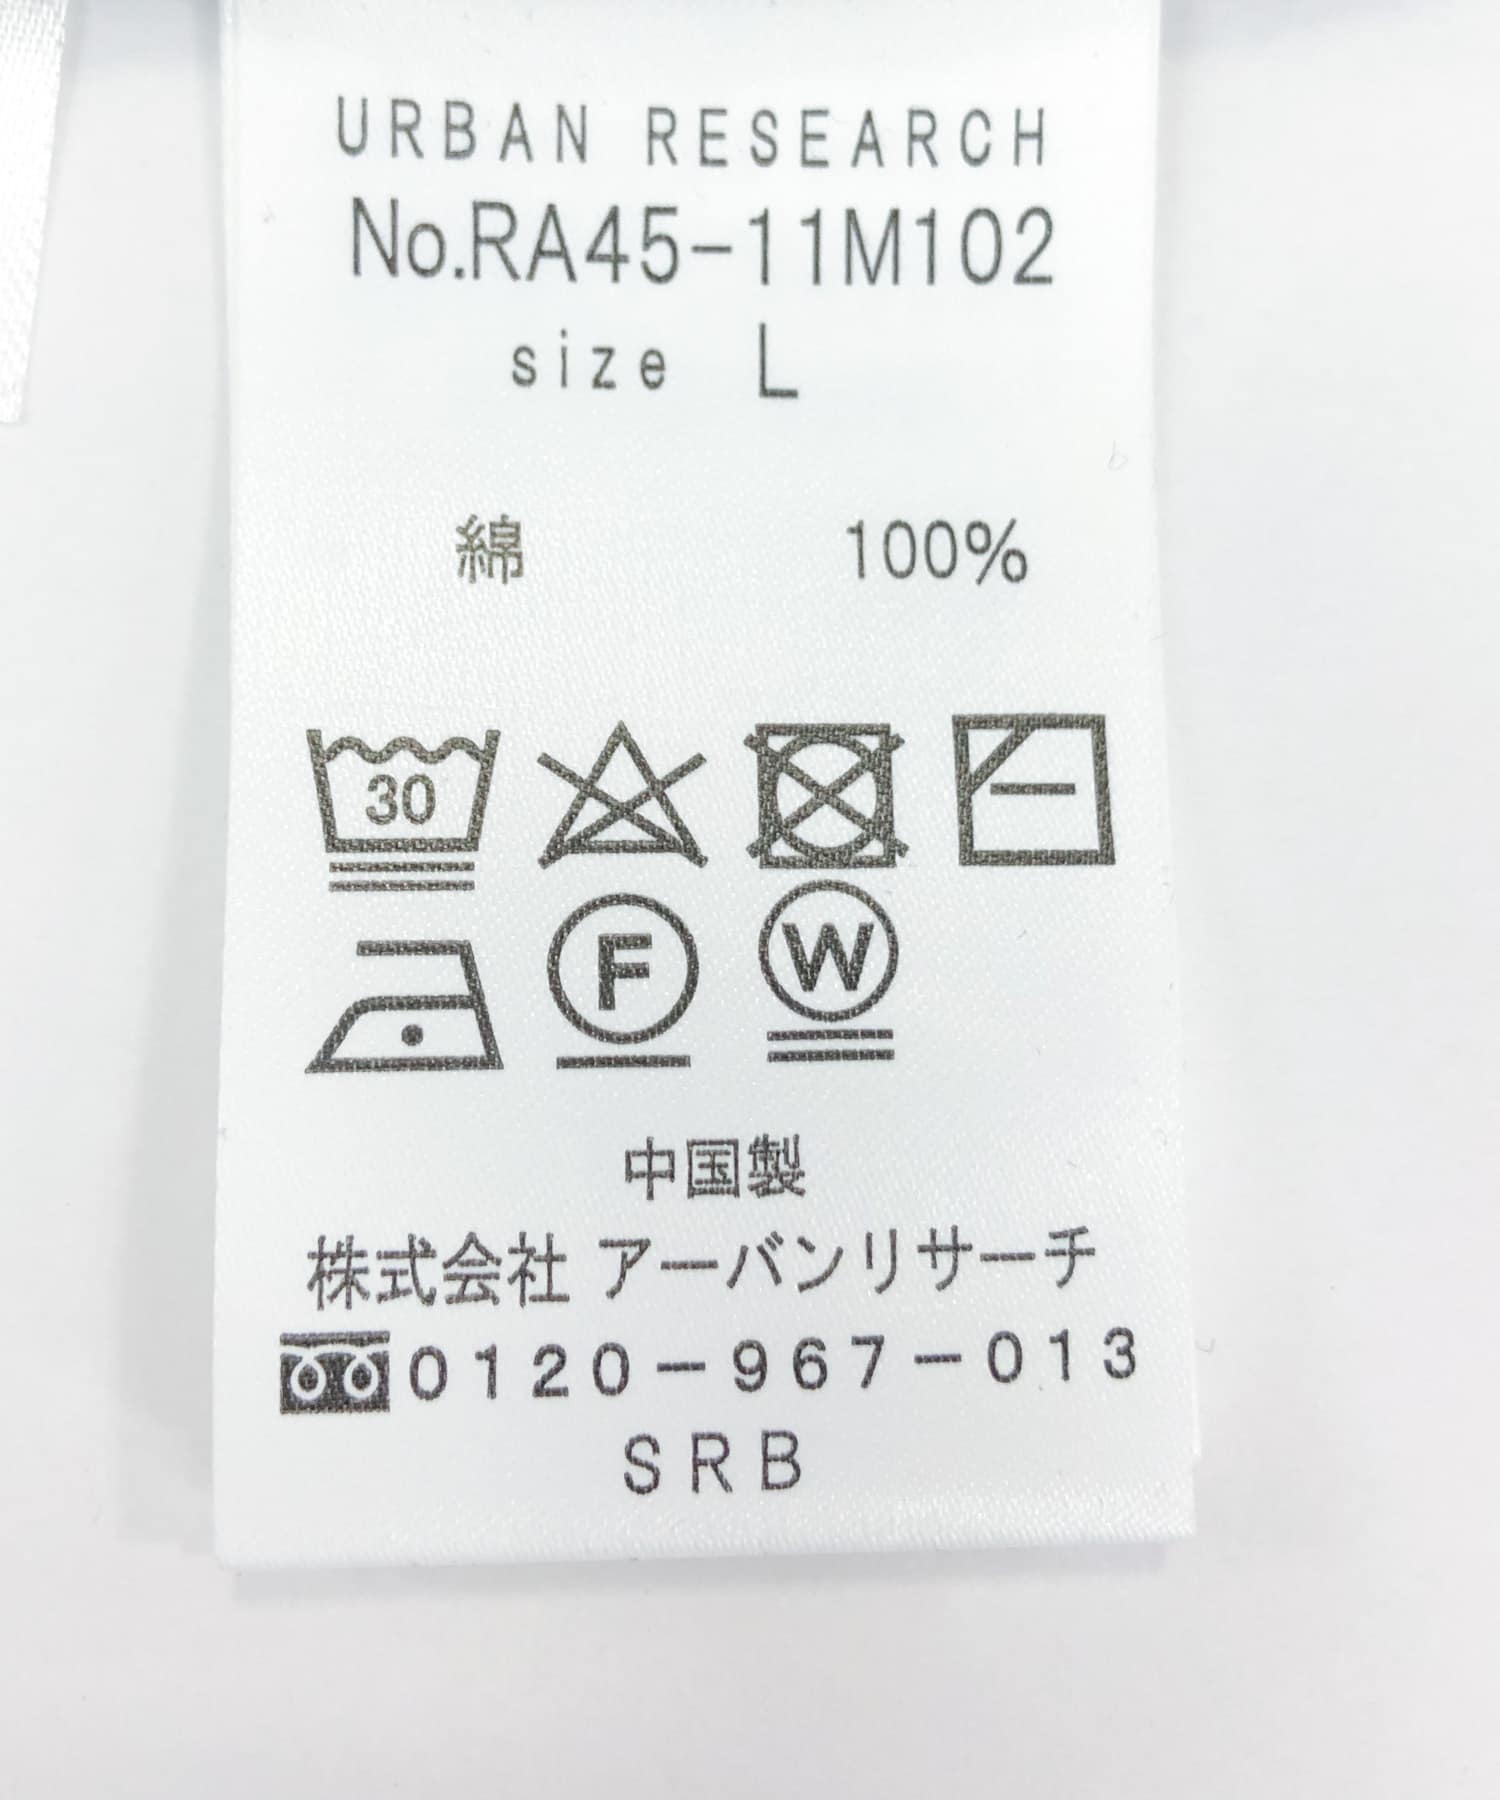 URBAN RESEARCH
No.RA45-11M102
size L
綿 100%
30
F W
中国製
株式会社 アーバンリサーチ
0120-967-013
SRB